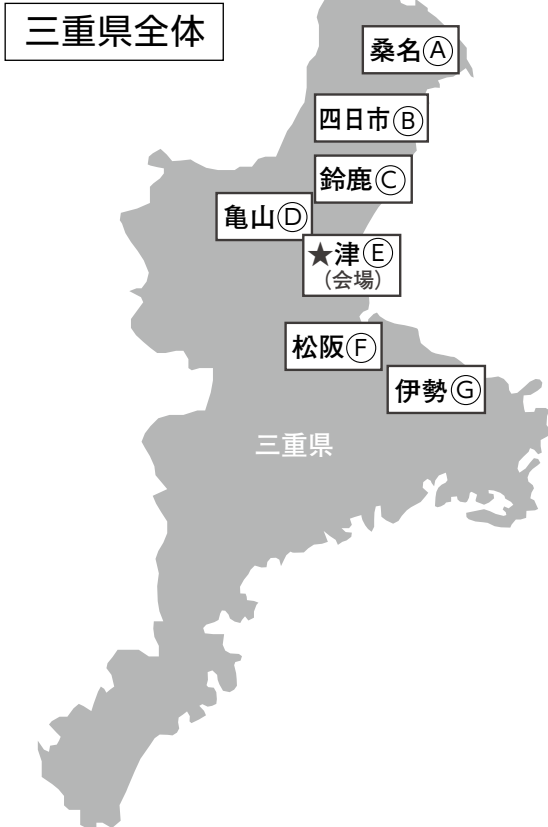 三重県全体
桑名Ⓐ
四日市Ⓑ
鈴鹿Ⓒ
亀山Ⓓ
★津Ⓔ
（会場）
松阪Ⓕ
伊勢Ⓖ
三重県